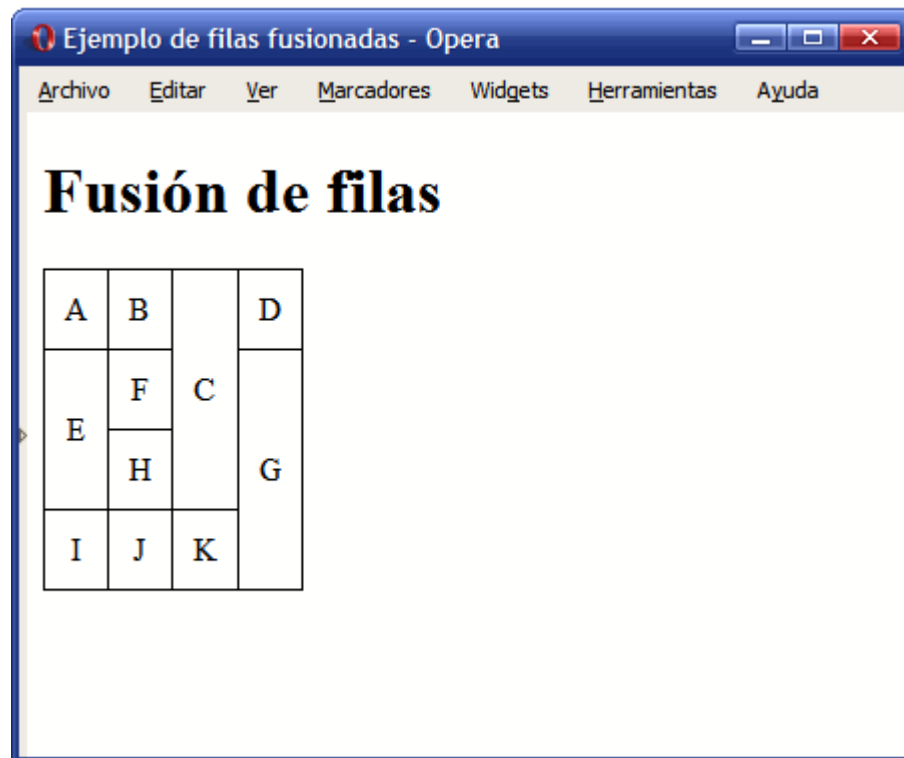 Ejemplo de filas fusionadas - Opera
Archivo Editar Ver Marcadores Widgets Herramientas Ayuda
Fusión de filas
A B D
F C
E
H G
I J K